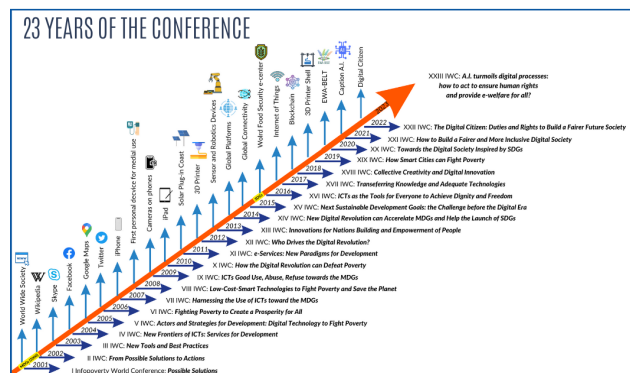 23 YEARS OF THE CONFERENCE
World Wide Society
Wikipedia
Skype
Facebook
Google Maps
Twitter
iPhone
First personal decvice for medial use
Cameras on phones
iPad
Solar Plug-in Coast
2D Printer
Sensor and Robotics Devices
Global Platforms
Global Connectivity
Ward Food Security e-center
Internet of Things
Blockchain
3D Printer Shell
EWA-BELT
Caption A.I.
Digital Citizen
2023
XXIII IWC: A.I. turmoils digital processes:
how to act to ensure human rights
and provide e-welfare for all?
2022 XXII IWC: The Digital Citizen: Duties and Rights to Build a Fairer Future Society
2021 XXI IWC: How to Build a Fairer and More Inclusive Digital Society
2020 XX IWC: Towards the Digital Society Inspired by SDGs
2019 XIX IWC: How Smart Cities can Fight Poverty
2018 XVIII IWC: Collective Creativity and Digital Innovation
2017 XVII IWC: Transeferring Knowledge and Adequate Technologies
2016 XVI IWC: ICTs as the Tools for Everyone to Achieve Dignity and Freedom
2015 XV IWC: Next Sustainable Development Goals: the Challenge before the Digital Era
2014 XIV IWC: New Digital Revolution can Accerelate MDGs and Help the Launch of SDGS
2013 XIII IWC: Innovations for Nations Building and Empowerment of People
2012 XII IWC: Who Drives the Digital Revolution?
2011 XI IWC: e-Services: New Paradigms for Development
2010 X IWC: How the Digital Revolution can Defeat Poverty
2009 IX IWC: ICTs Good Use, Abuse, Refuse towards the MDGs
2008 VIII IWC: Low-Cost-Smart Technologies to Fight Poverty and Save the Planet
2007 VII IWC: Harnessing the Use of ICTs toward the MDGs
2006 VI IWC: Fighting Poverty to Create a Prosperity for All
2005 V IWC: Actors and Strategies for Development: Digital Technology to Fight Poverty
2004 IV IWC: New Frontiers of ICTs: Services for Development
2003 III IWC: New Tools and Best Practices
2002 II IWC: From Possible Solutions to Actions
2001 I Infopoverty World Conference: Possible Solutions